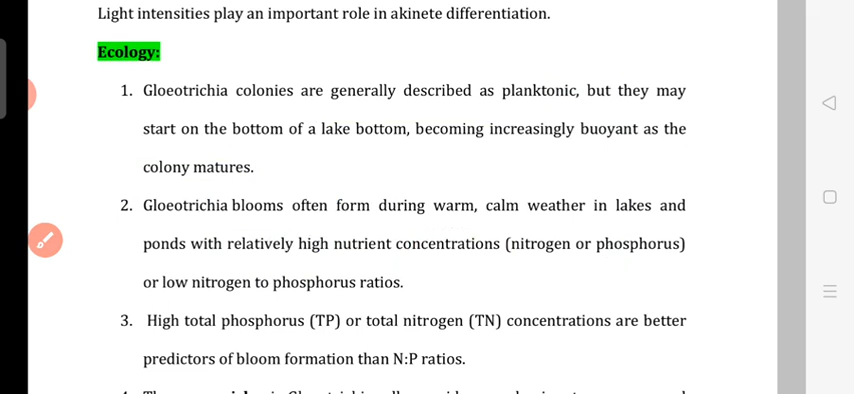 Light intensities play an important role in akinete differentiation.
Ecology:
1. Gloeotrichia colonies are generally described as planktonic, but they may
start on the bottom of a lake bottom, becoming increasingly buoyant as the
colony matures.
2. Gloeotrichia blooms often form during warm, calm weather in lakes and
ponds with relatively high nutrient concentrations (nitrogen or phosphorus)
or low nitrogen to phosphorus ratios.
3. High total phosphorus (TP) or total nitrogen (TN) concentrations are better
predictors of bloom formation than N:P ratios.